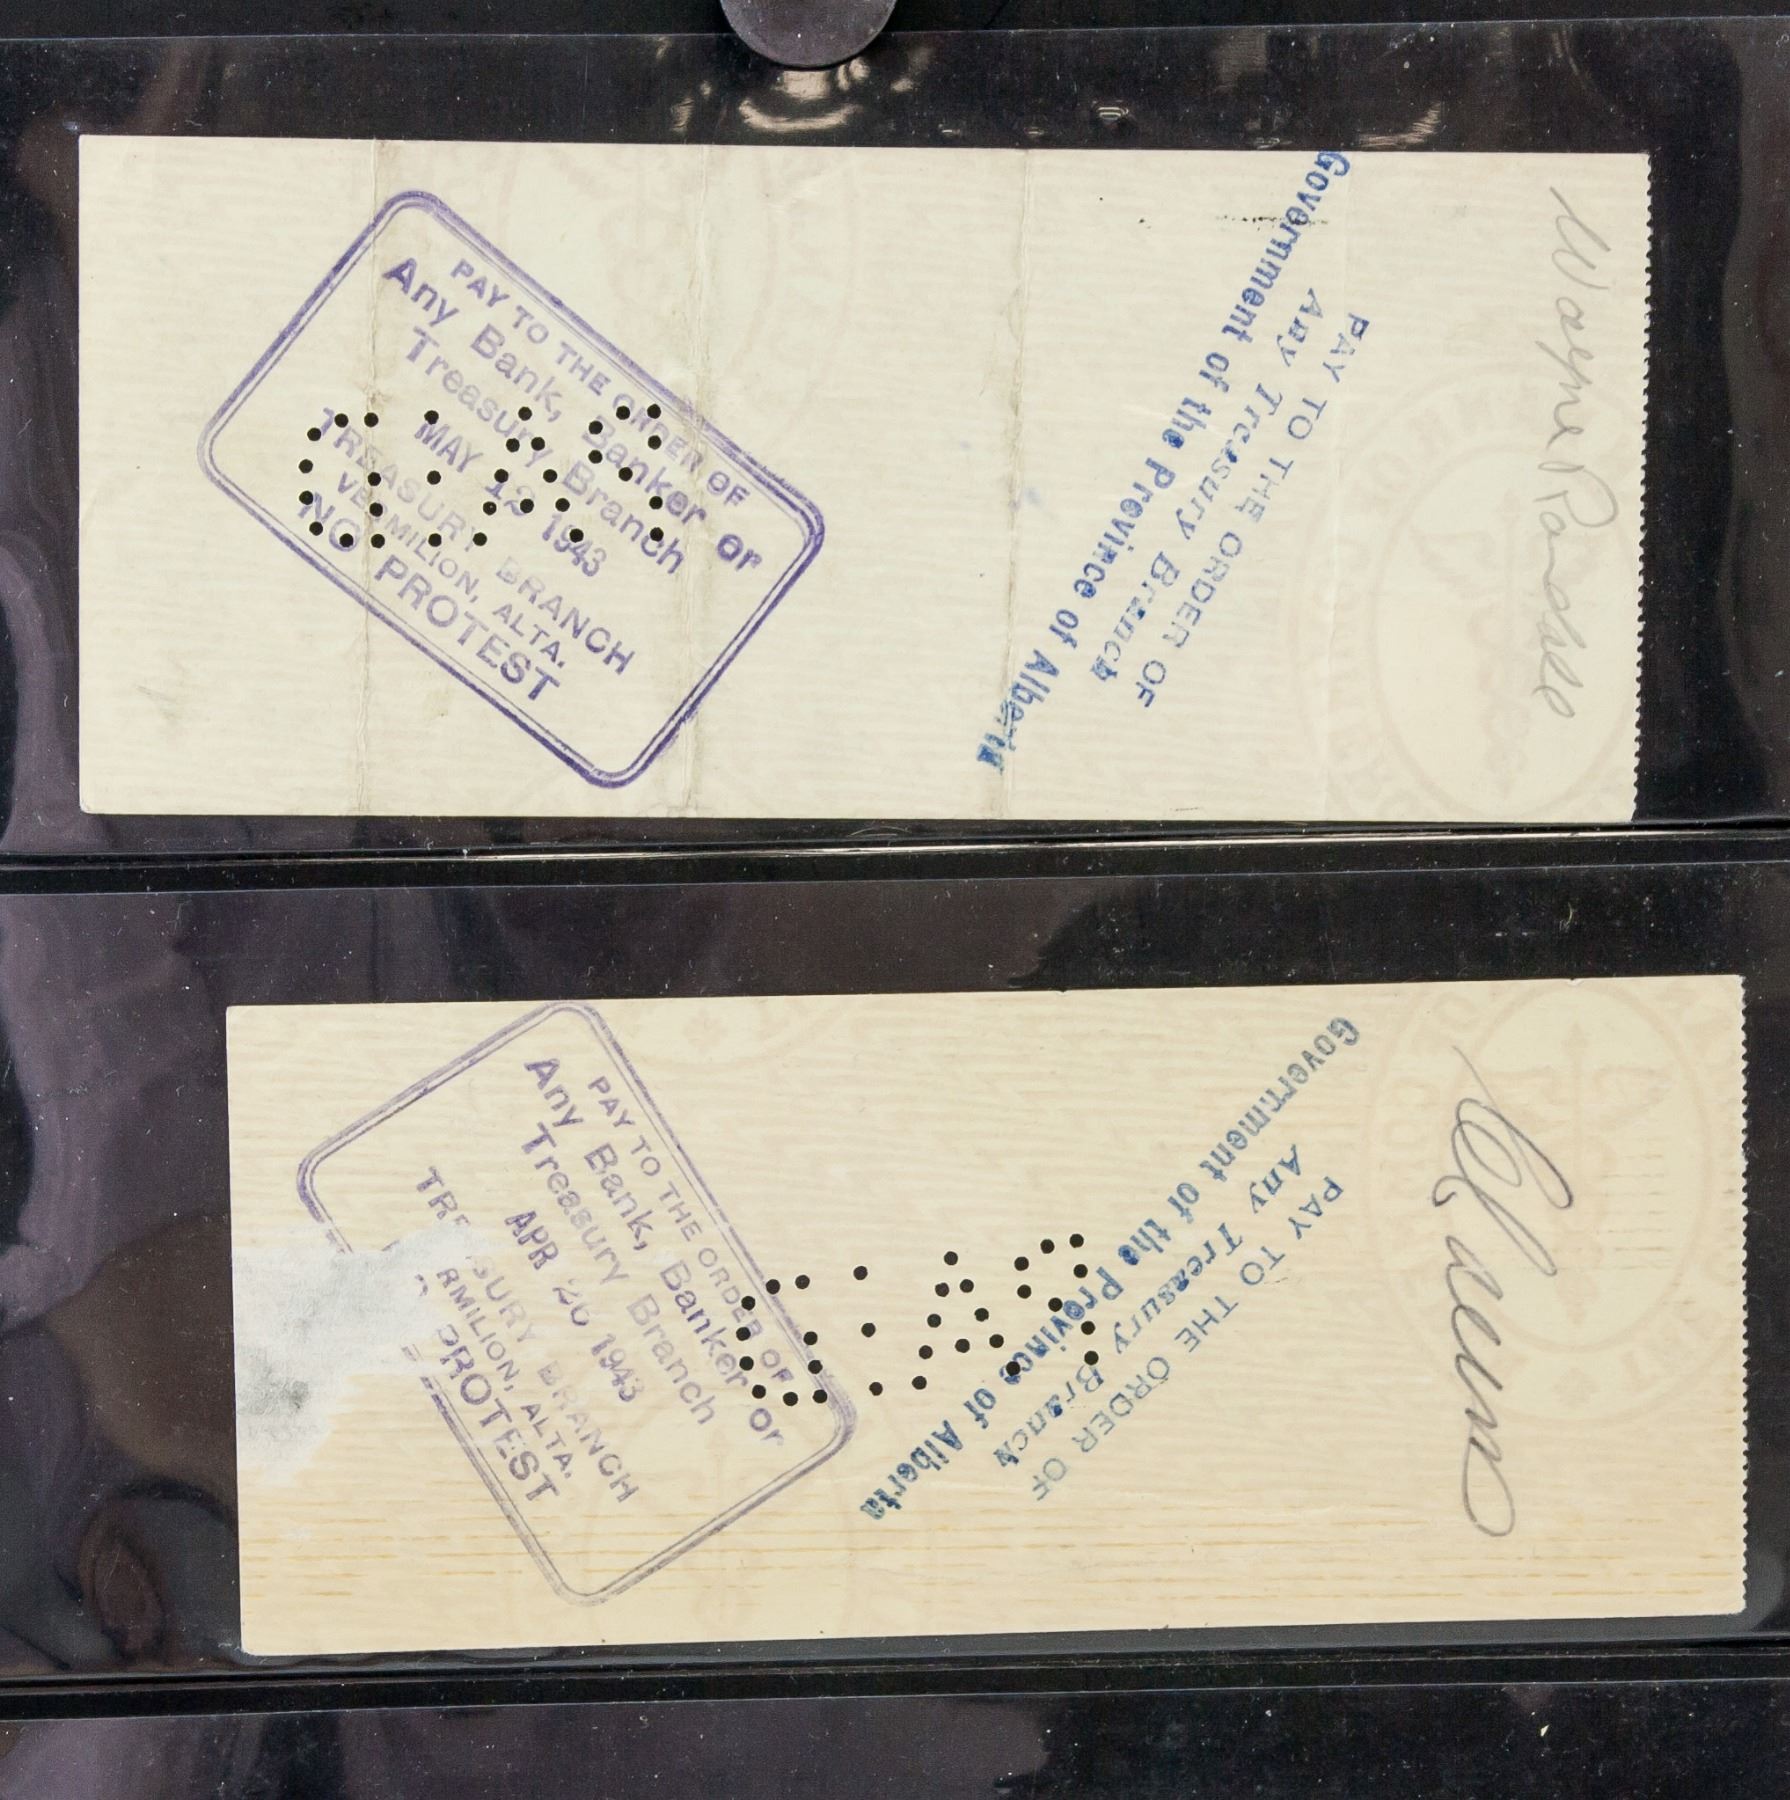 PAY TO THE ORDER OF
Any Bank, Banker or
Treasury Branch
MAY 12 1943
TREASURY BRANCH
VERMILION, ALTA.
NO PROTEST
PAY TO THE ORDER OF
Any Treasury Branch
Government of the Province of Alberta
Wayne
PAY TO THE ORDER OF
Any Bank, Banker or
Treasury Branch
APR 26 1943
TREASURY BRANCH
RMILION, ALTA.
PROTEST
PAY TO THE ORDER OF
Any Treasury Branch
Government of the Province of Alberta